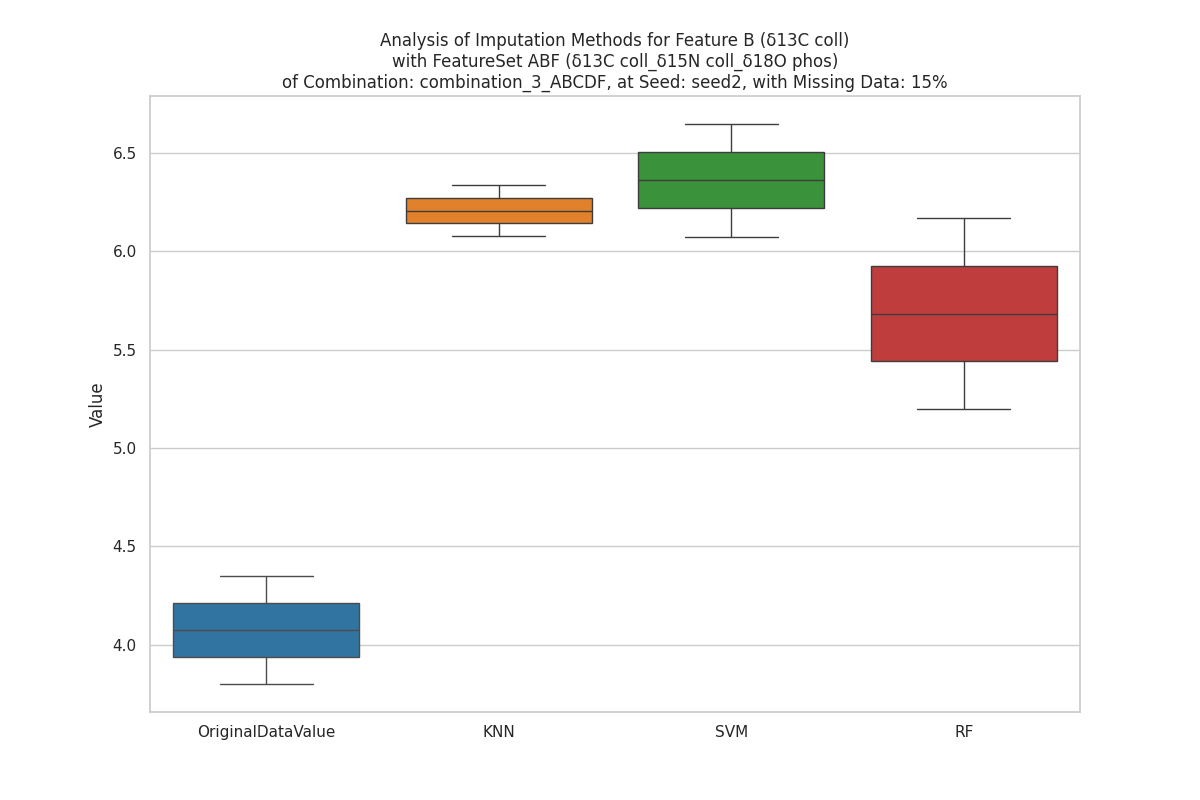 Analysis of Imputation Methods for Feature B (δ13C coll)
with FeatureSet ABF (δ13C coll_δ15N coll_δ18O phos)
of Combination: combination_3_ABCDF, at Seed: seed2, with Missing Data: 15%
6.5
6.0
5.5
5.0
4.5
4.0
Value
OriginalDataValue
KNN
SVM
RF